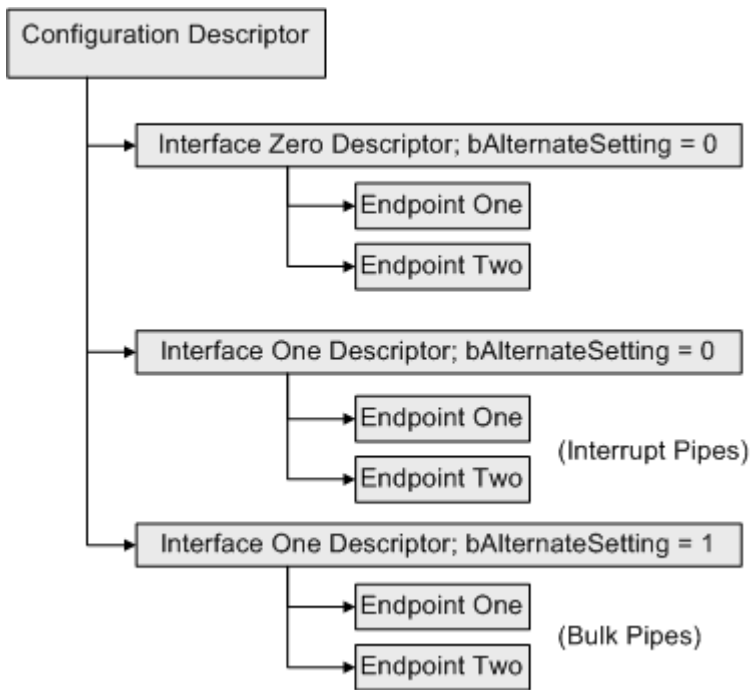 Configuration Descriptor
Interface Zero Descriptor; bAlternateSetting = 0
Endpoint One
Endpoint Two
Interface One Descriptor; bAlternateSetting = 0
Endpoint One
(Interrupt Pipes)
Endpoint Two
Interface One Descriptor; bAlternateSetting = 1
Endpoint One
(Bulk Pipes)
Endpoint Two